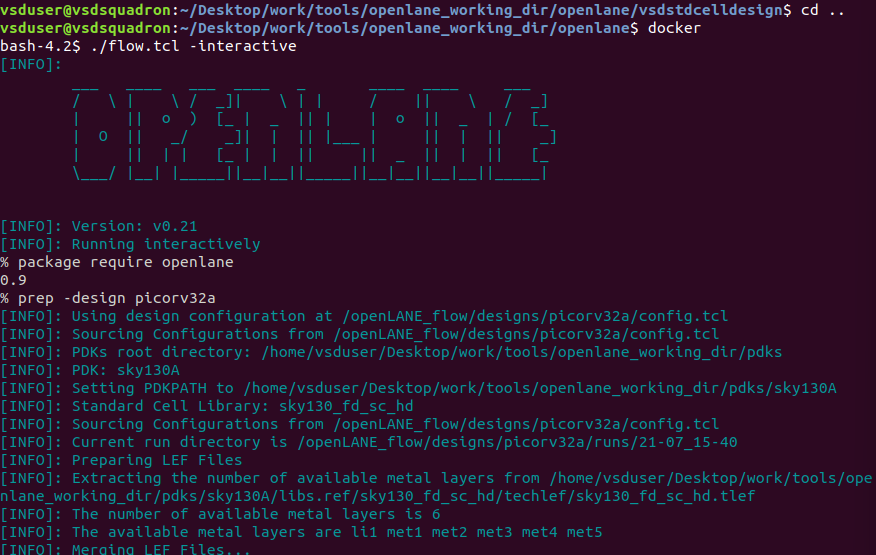 vsduser@vsdsquadron:~/Desktop/work/tools/openlane_working_dir/openlane/vsdstdcelldesign$ cd ..
vsduser@vsdsquadron:~/Desktop/work/tools/openlane_working_dir/openlane$ docker
bash-4.2$ ./flow.tcl -interactive
[INFO]:
OPENLANE
[INFO]: Version: v0.21
[INFO]: Running interactively
% package require openlane
0.9
% prep -design picorv32a
[INFO]: Using design configuration at /openLANE_flow/designs/picorv32a/config.tcl
[INFO]: Sourcing Configurations from /openLANE_flow/designs/picorv32a/config.tcl
[INFO]: PDKs root directory: /home/vsduser/Desktop/work/tools/openlane_working_dir/pdks
[INFO]: PDK: sky130A
[INFO]: Setting PDKPATH to /home/vsduser/Desktop/work/tools/openlane_working_dir/pdks/sky130A
[INFO]: Standard Cell Library: sky130_fd_sc_hd
[INFO]: Sourcing Configurations from /openLANE_flow/designs/picorv32a/config.tcl
[INFO]: Current run directory is /openLANE_flow/designs/picorv32a/runs/21-07_15-40
[INFO]: Preparing LEF Files
[INFO]: Extracting the number of available metal layers from /home/vsduser/Desktop/work/tools/ope
nlane_working_dir/pdks/sky130A/libs.ref/sky130_fd_sc_hd/techlef/sky130_fd_sc_hd.tlef
[INFO]: The number of available metal layers is 6
[INFO]: The available metal layers are li1 met1 met2 met3 met4 met5
[INFO]: Merging LEF Files...